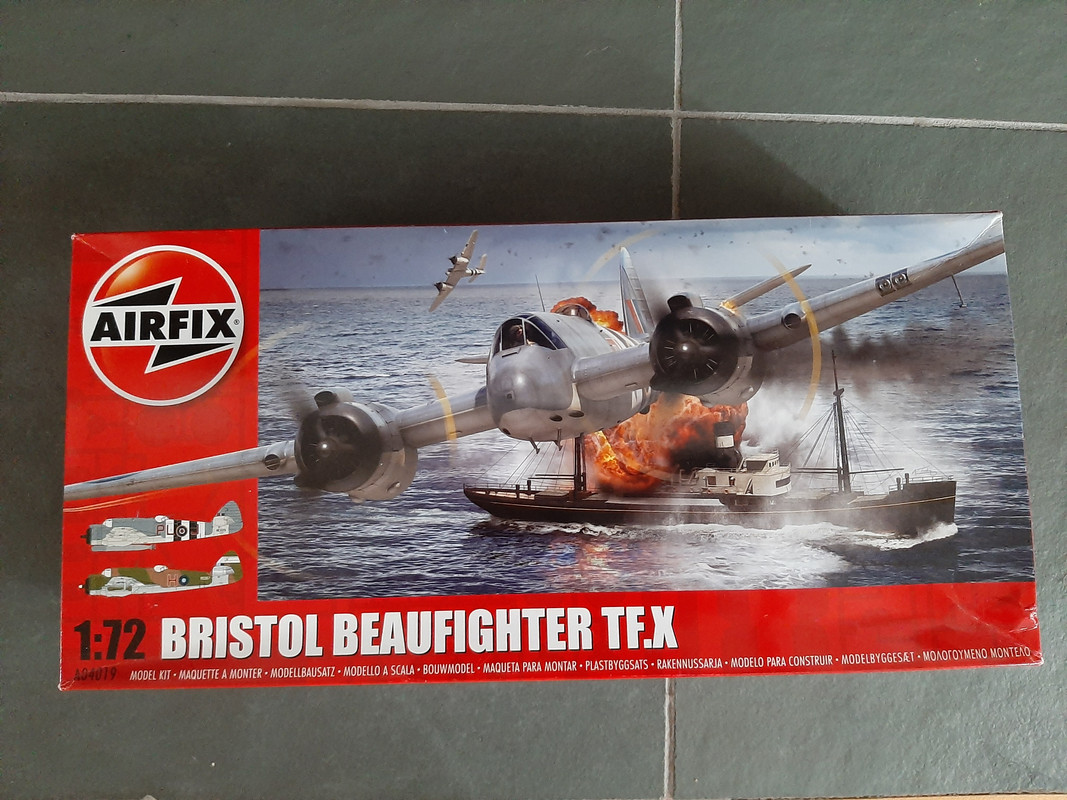 AIRFIX®
1:72 BRISTOL BEAUFIGHTER TF.X
A04019 MODEL KIT • MAQUETTE A MONTER • MODELLBAUSATZ • MODELLO A SCALA • BOUWMODEL • MAQUETA PARA MONTAR • PLASTBYGGSATS • RAKENNUSSARJA • MODELO PARA CONSTRUIR • MODELBYGGESÆT • ΜΟΛΟΓΟΥΜΕΝΟ ΜΟΝΤΕΛΟ